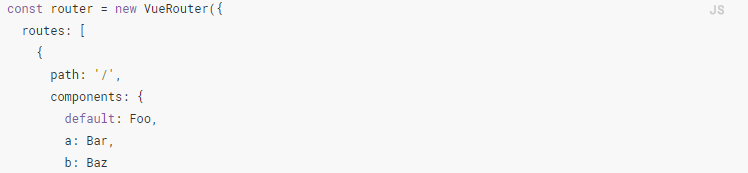 const router = new VueRouter({
JS
  routes: [
    {
      path: '/',
      components: {
        default: Foo,
        a: Bar,
        b: Baz